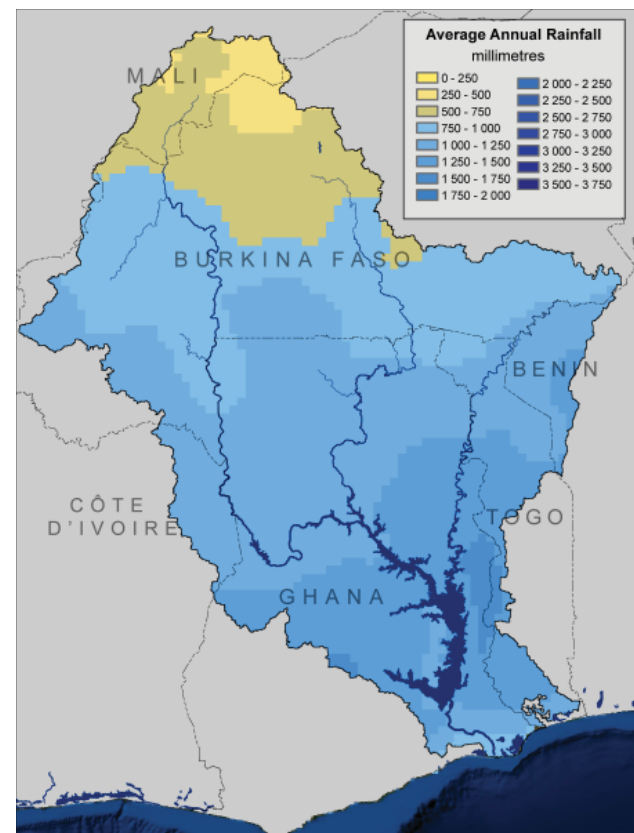 Average Annual Rainfall
millimetres
0 - 250
250 - 500
500 - 750
750 - 1 000
1 000 - 1 250
1 250 - 1 500
1 500 - 1 750
1 750 - 2 000
2 000 - 2 250
2 250 - 2 500
2 500 - 2 750
2 750 - 3 000
3 000 - 3 250
3 250 - 3 500
3 500 - 3 750
MALI
BURKINA FASO
BENIN
CÔTE
D'IVOIRE
TOGO
GHANA